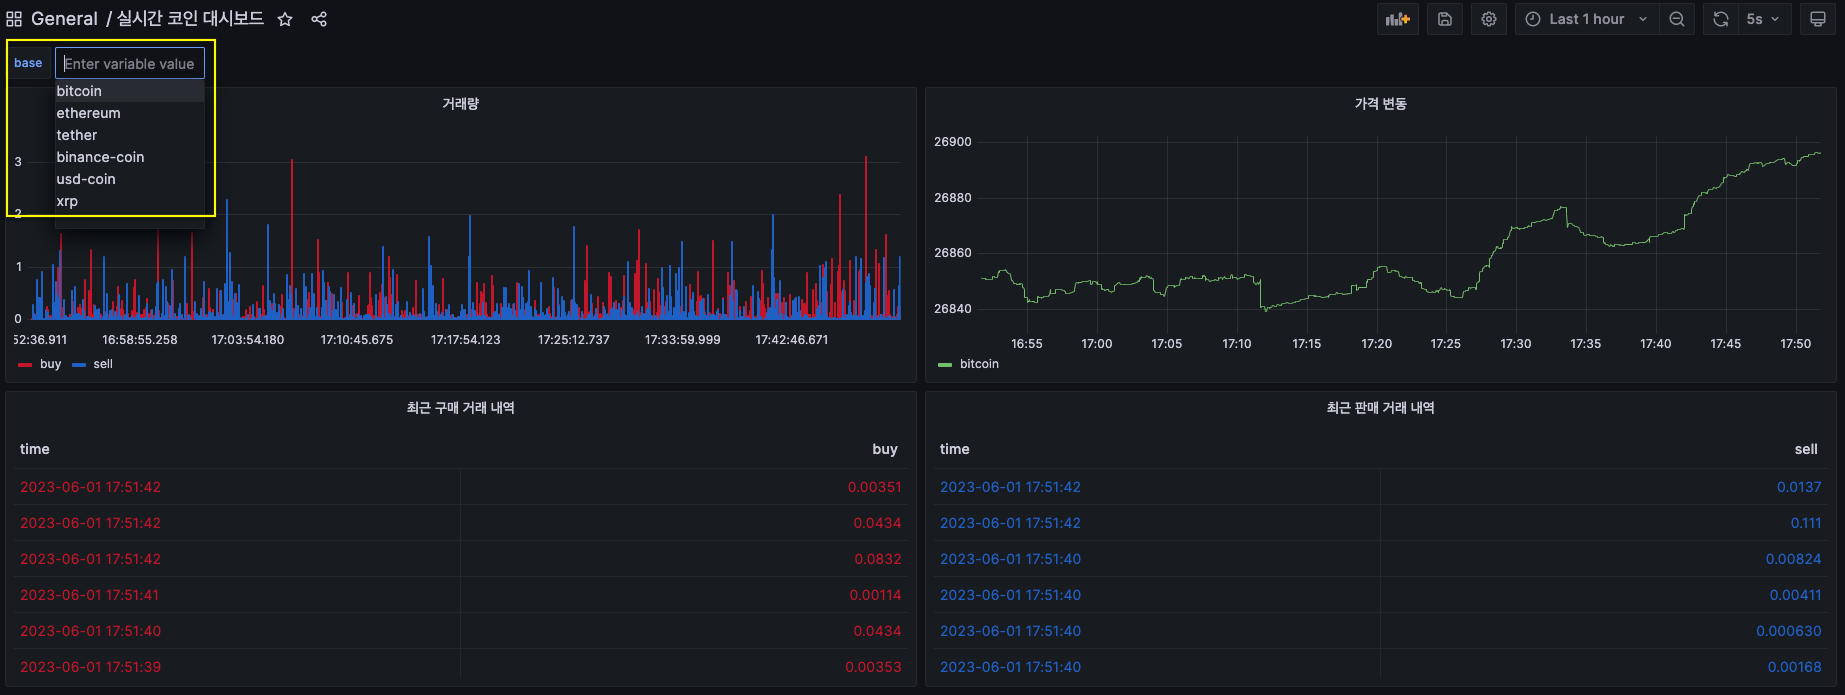 General / 실시간 코인 대시보드
Last 1 hour
5s
base
Enter variable value
bitcoin
ethereum
tether
binance-coin
usd-coin
xrp
거래량
3
2
1
0
52:36.911 16:58:55.258 17:03:54.180 17:10:45.675 17:17:54.123 17:25:12.737 17:33:59.999 17:42:46.671
buy sell
가격 변동
26900
26880
26860
26840
16:55 17:00 17:05 17:10 17:15 17:20 17:25 17:30 17:35 17:40 17:45 17:50
bitcoin
최근 구매 거래 내역
time buy
2023-06-01 17:51:42 0.00351
2023-06-01 17:51:42 0.0434
2023-06-01 17:51:42 0.0832
2023-06-01 17:51:41 0.00114
2023-06-01 17:51:40 0.0434
2023-06-01 17:51:39 0.00353
최근 판매 거래 내역
time sell
2023-06-01 17:51:42 0.0137
2023-06-01 17:51:42 0.111
2023-06-01 17:51:40 0.00824
2023-06-01 17:51:40 0.00411
2023-06-01 17:51:40 0.000630
2023-06-01 17:51:40 0.00168